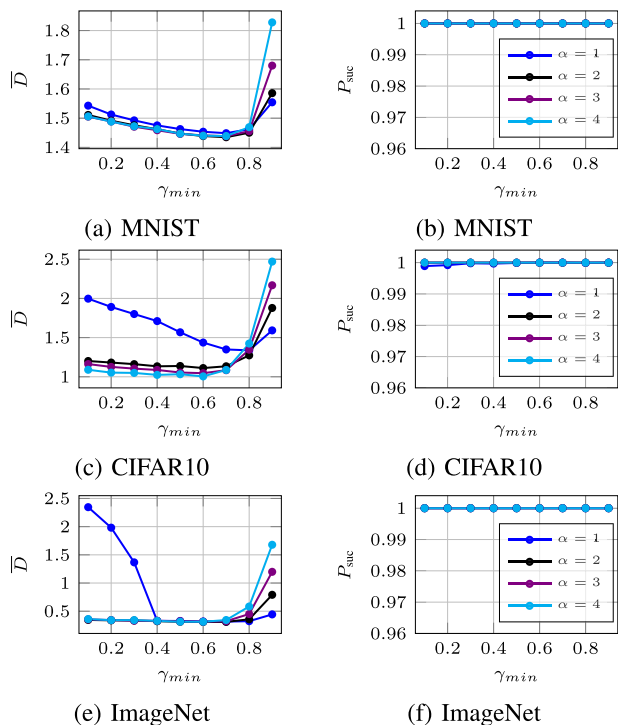 1.8
1.7
1.6
1.5
1.4
D̅
0.2 0.4 0.6 0.8
γmin
(a) MNIST
1
0.99
0.98
0.97
0.96
Psuc
α = 1
α = 2
α = 3
α = 4
0.2 0.4 0.6 0.8
γmin
(b) MNIST
2.5
2
1.5
1
D̅
0.2 0.4 0.6 0.8
γmin
(c) CIFAR10
1
0.99
0.98
0.97
0.96
Psuc
α = 1
α = 2
α = 3
α = 4
0.2 0.4 0.6 0.8
γmin
(d) CIFAR10
2.5
2
1.5
1
0.5
D̅
0.2 0.4 0.6 0.8
γmin
(e) ImageNet
1
0.99
0.98
0.97
0.96
Psuc
α = 1
α = 2
α = 3
α = 4
0.2 0.4 0.6 0.8
γmin
(f) ImageNet